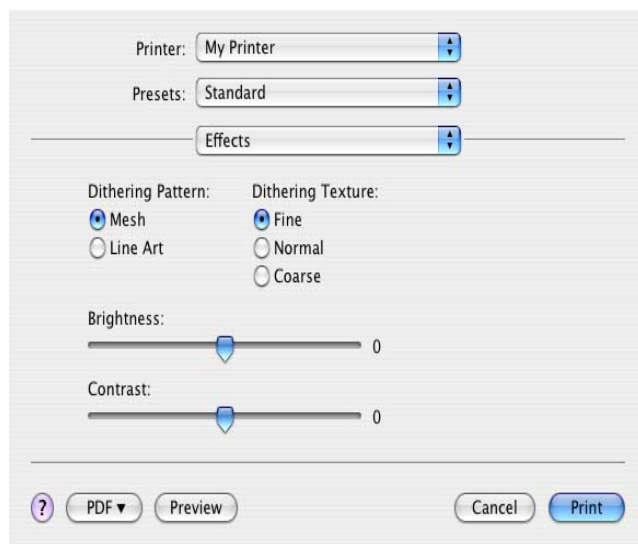 Printer: My Printer
Presets: Standard
Effects
Dithering Pattern: Dithering Texture:
Mesh Fine
Line Art Normal
Coarse
Brightness:
0
Contrast:
0
? PDF▼ Preview Cancel Print